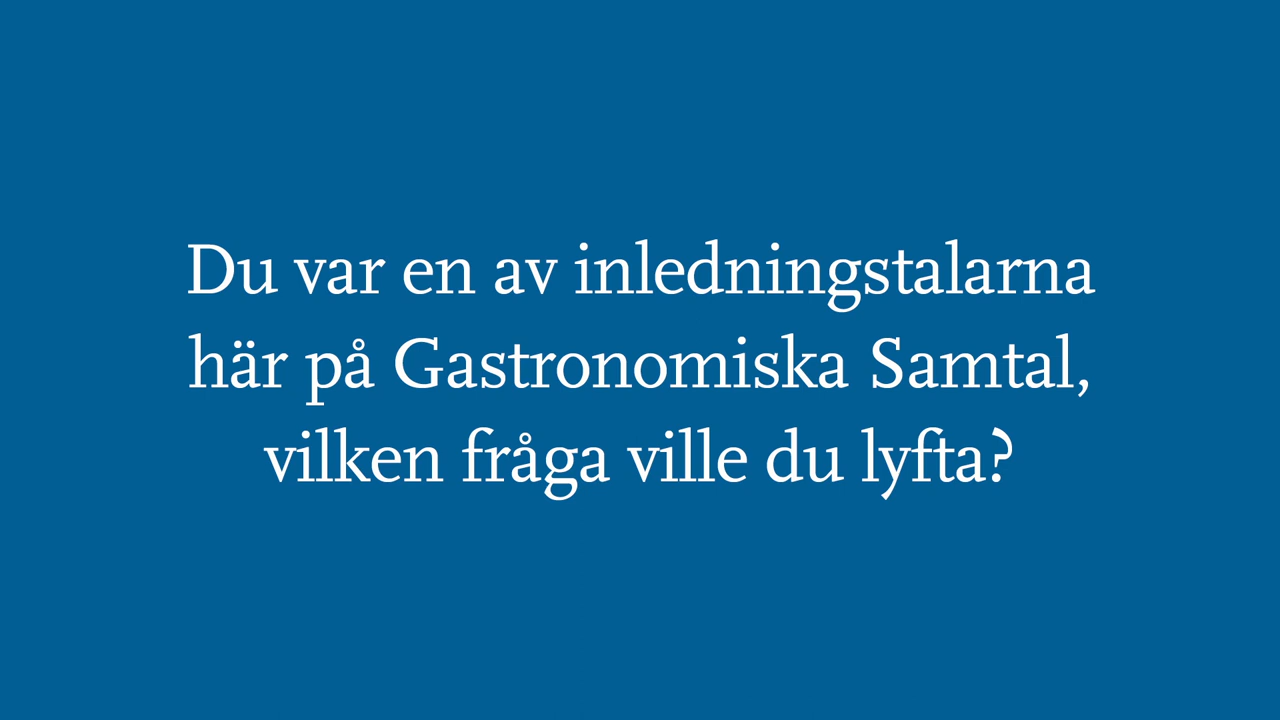 Du var en av inledningstalarna
här på Gastronomiska Samtal,
vilken fråga ville du lyfta?